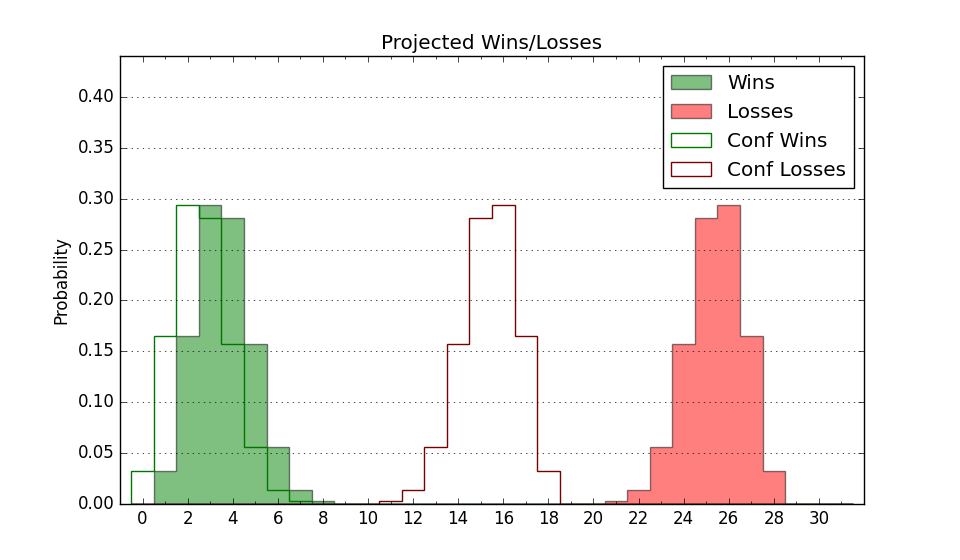 Projected Wins/Losses
Wins
Losses
Conf Wins
Conf Losses
Probability
0.40
0.35
0.30
0.25
0.20
0.15
0.10
0.05
0.00
0 2 4 6 8 10 12 14 16 18 20 22 24 26 28 30